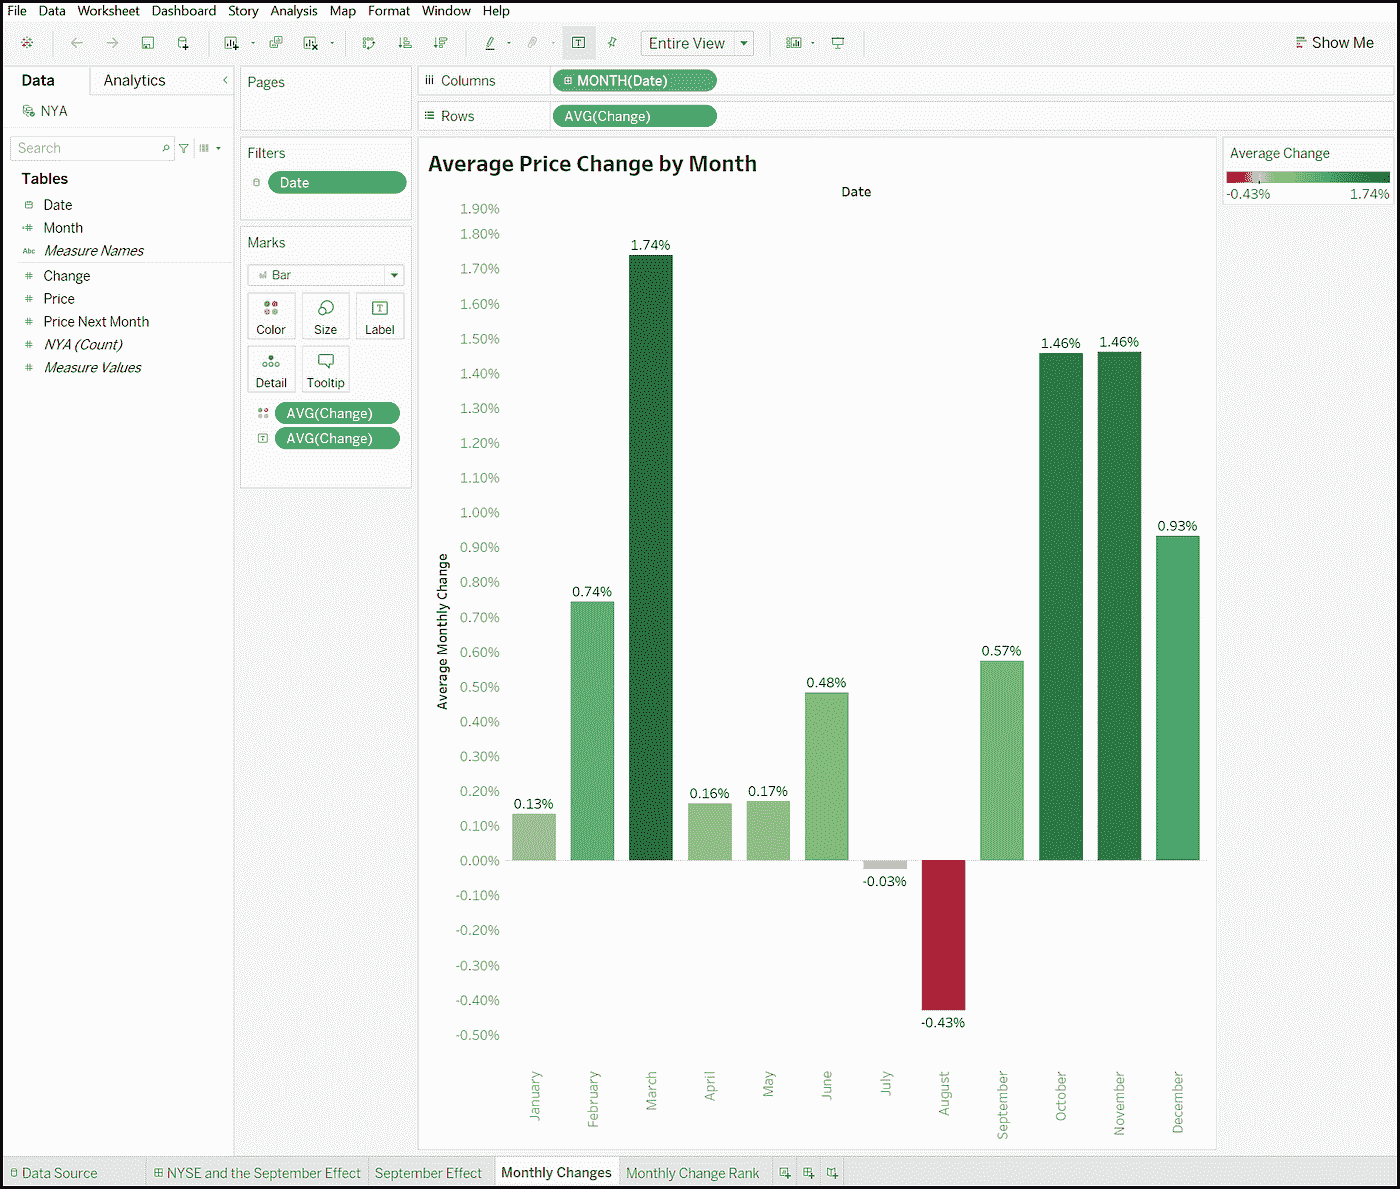 File Data Worksheet Dashboard Story Analysis Map Format Window Help
Entire View
Show Me
Data Analytics
NYA
Search
Tables
Date
Month
Abc Measure Names
Change
Price
Price Next Month
NYA (Count)
Measure Values
Pages
Filters
Date
Marks
Bar
Color Size Label
Detail Tooltip
AVG(Change)
AVG(Change)
Columns MONTH(Date)
Rows AVG(Change)
Average Price Change by Month
Date
Average Monthly Change
1.90%
1.80%
1.70%
1.60%
1.50%
1.40%
1.30%
1.20%
1.10%
1.00%
0.90%
0.80%
0.70%
0.60%
0.50%
0.40%
0.30%
0.20%
0.10%
0.00%
-0.10%
-0.20%
-0.30%
-0.40%
-0.50%
0.13%
0.74%
1.74%
0.16%
0.17%
0.48%
-0.03%
-0.43%
0.57%
1.46%
1.46%
0.93%
January
February
March
April
May
June
July
August
September
October
November
December
Average Change
-0.43% 1.74%
Data Source NYSE and the September Effect September Effect Monthly Changes Monthly Change Rank